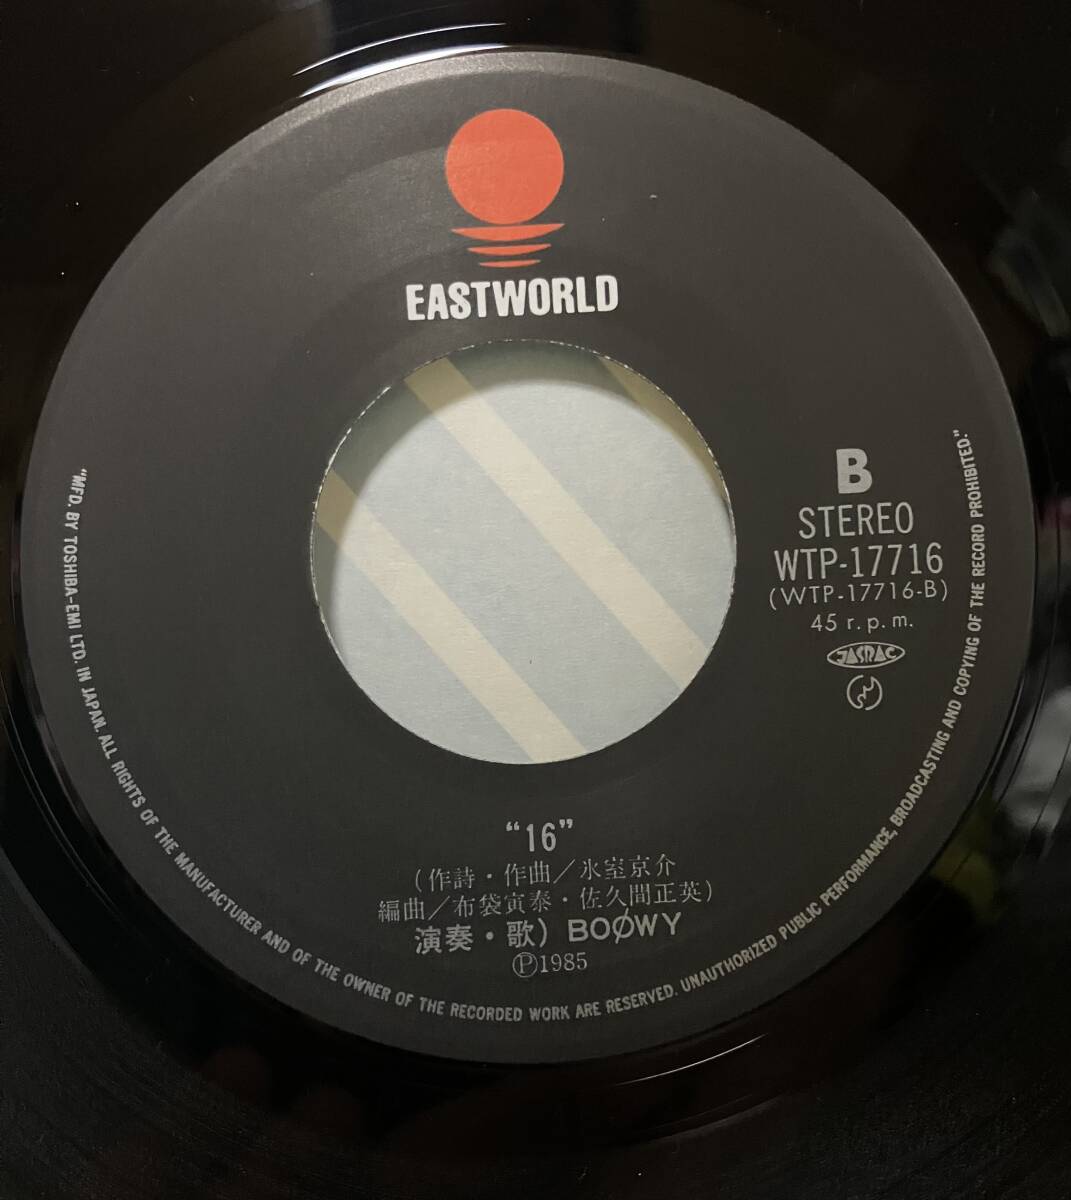 EASTWORLD
B
STEREO
WTP-17716
(WTP-17716-B)
45 r.p.m.
JASRAC
"16"
(作詩・作曲/氷室京介
編曲/布袋寅泰・佐久間正英)
演奏・歌) BOØWY
Ⓟ1985
"MFD. BY TOSHIBA-EMI LTD. IN JAPAN. ALL RIGHTS OF THE MANUFACTURER AND OF THE OWNER OF THE RECORDED WORK ARE RESERVED. UNAUTHORIZED PUBLIC PERFORMANCE, BROADCASTING AND COPYING OF THE RECORD PROHIBITED."